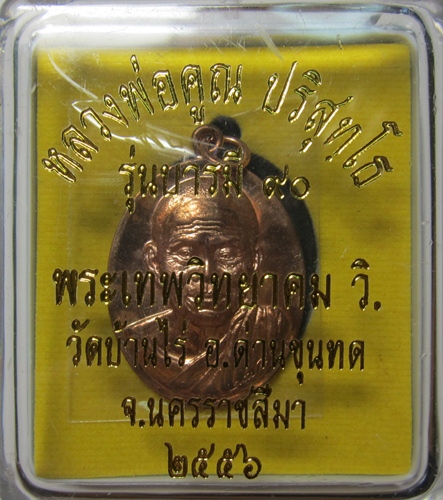 หลวงพ่อคูณ ปริสุทฺโธ
รุ่นบารมี ๙๐
พระเทพวิทยาคม วิ.
วัดบ้านไร่ อ.ด่านขุนทด
จ.นครราชสีมา
๒๕๕๖